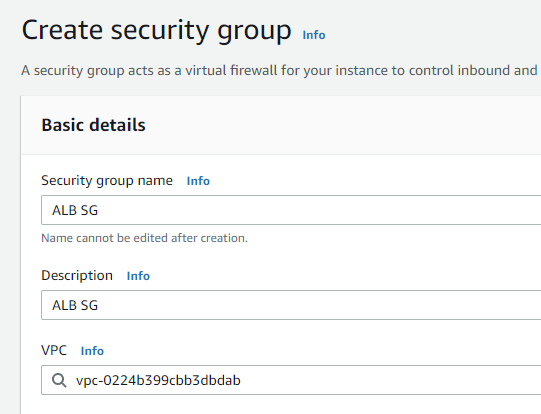 Create security group Info
A security group acts as a virtual firewall for your instance to control inbound and
Basic details
Security group name Info
ALB SG
Name cannot be edited after creation.
Description Info
ALB SG
VPC Info
vpc-0224b399cbb3dbdab